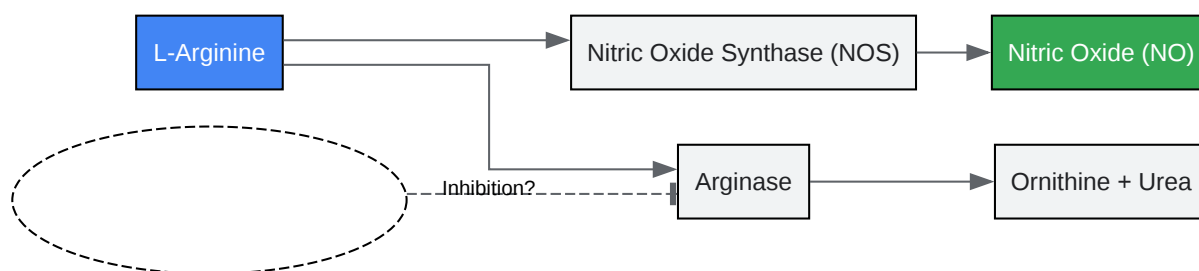 L-Arginine
Nitric Oxide Synthase (NOS)
Nitric Oxide (NO)
Inhibition?
Arginase
Ornithine + Urea